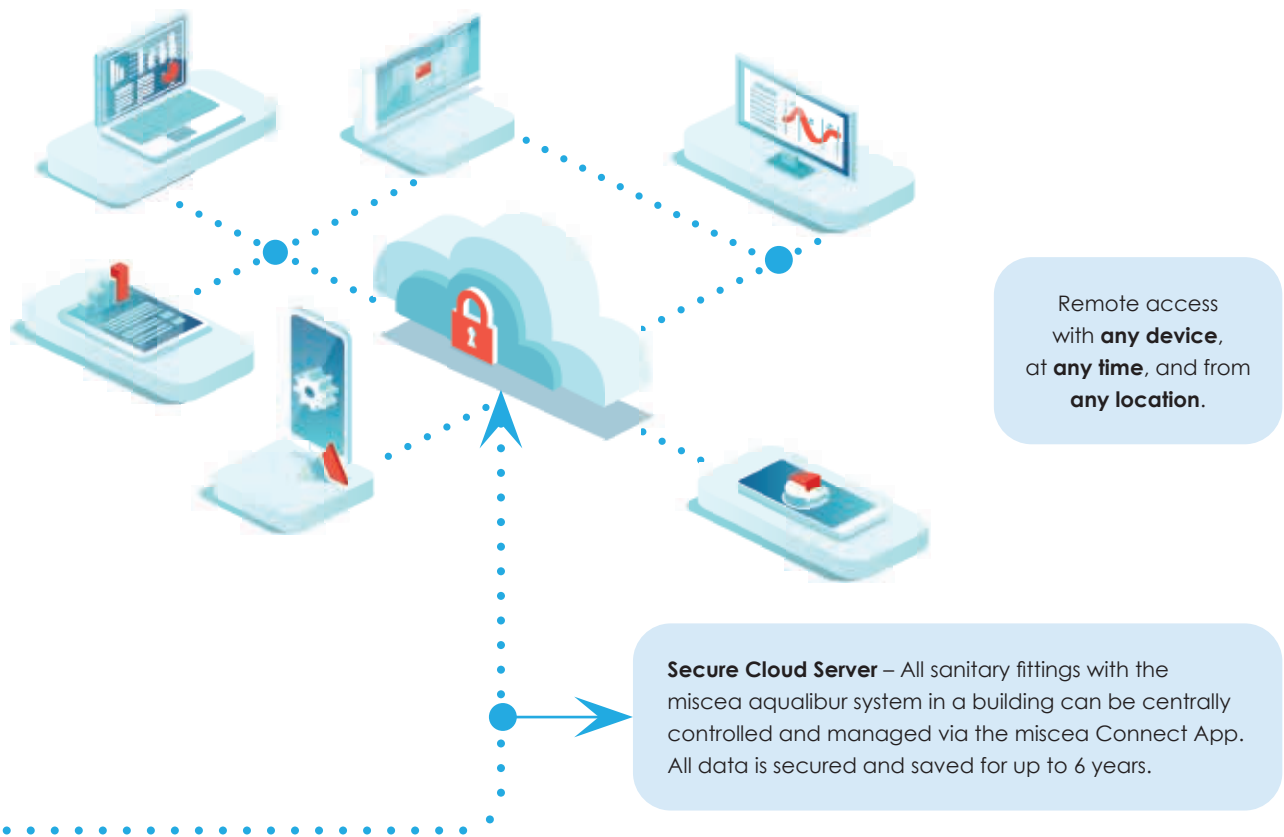 Remote access
with any device,
at any time, and from
any location.
Secure Cloud Server – All sanitary fittings with the
miscea aqualibur system in a building can be centrally
controlled and managed via the miscea Connect App.
All data is secured and saved for up to 6 years.